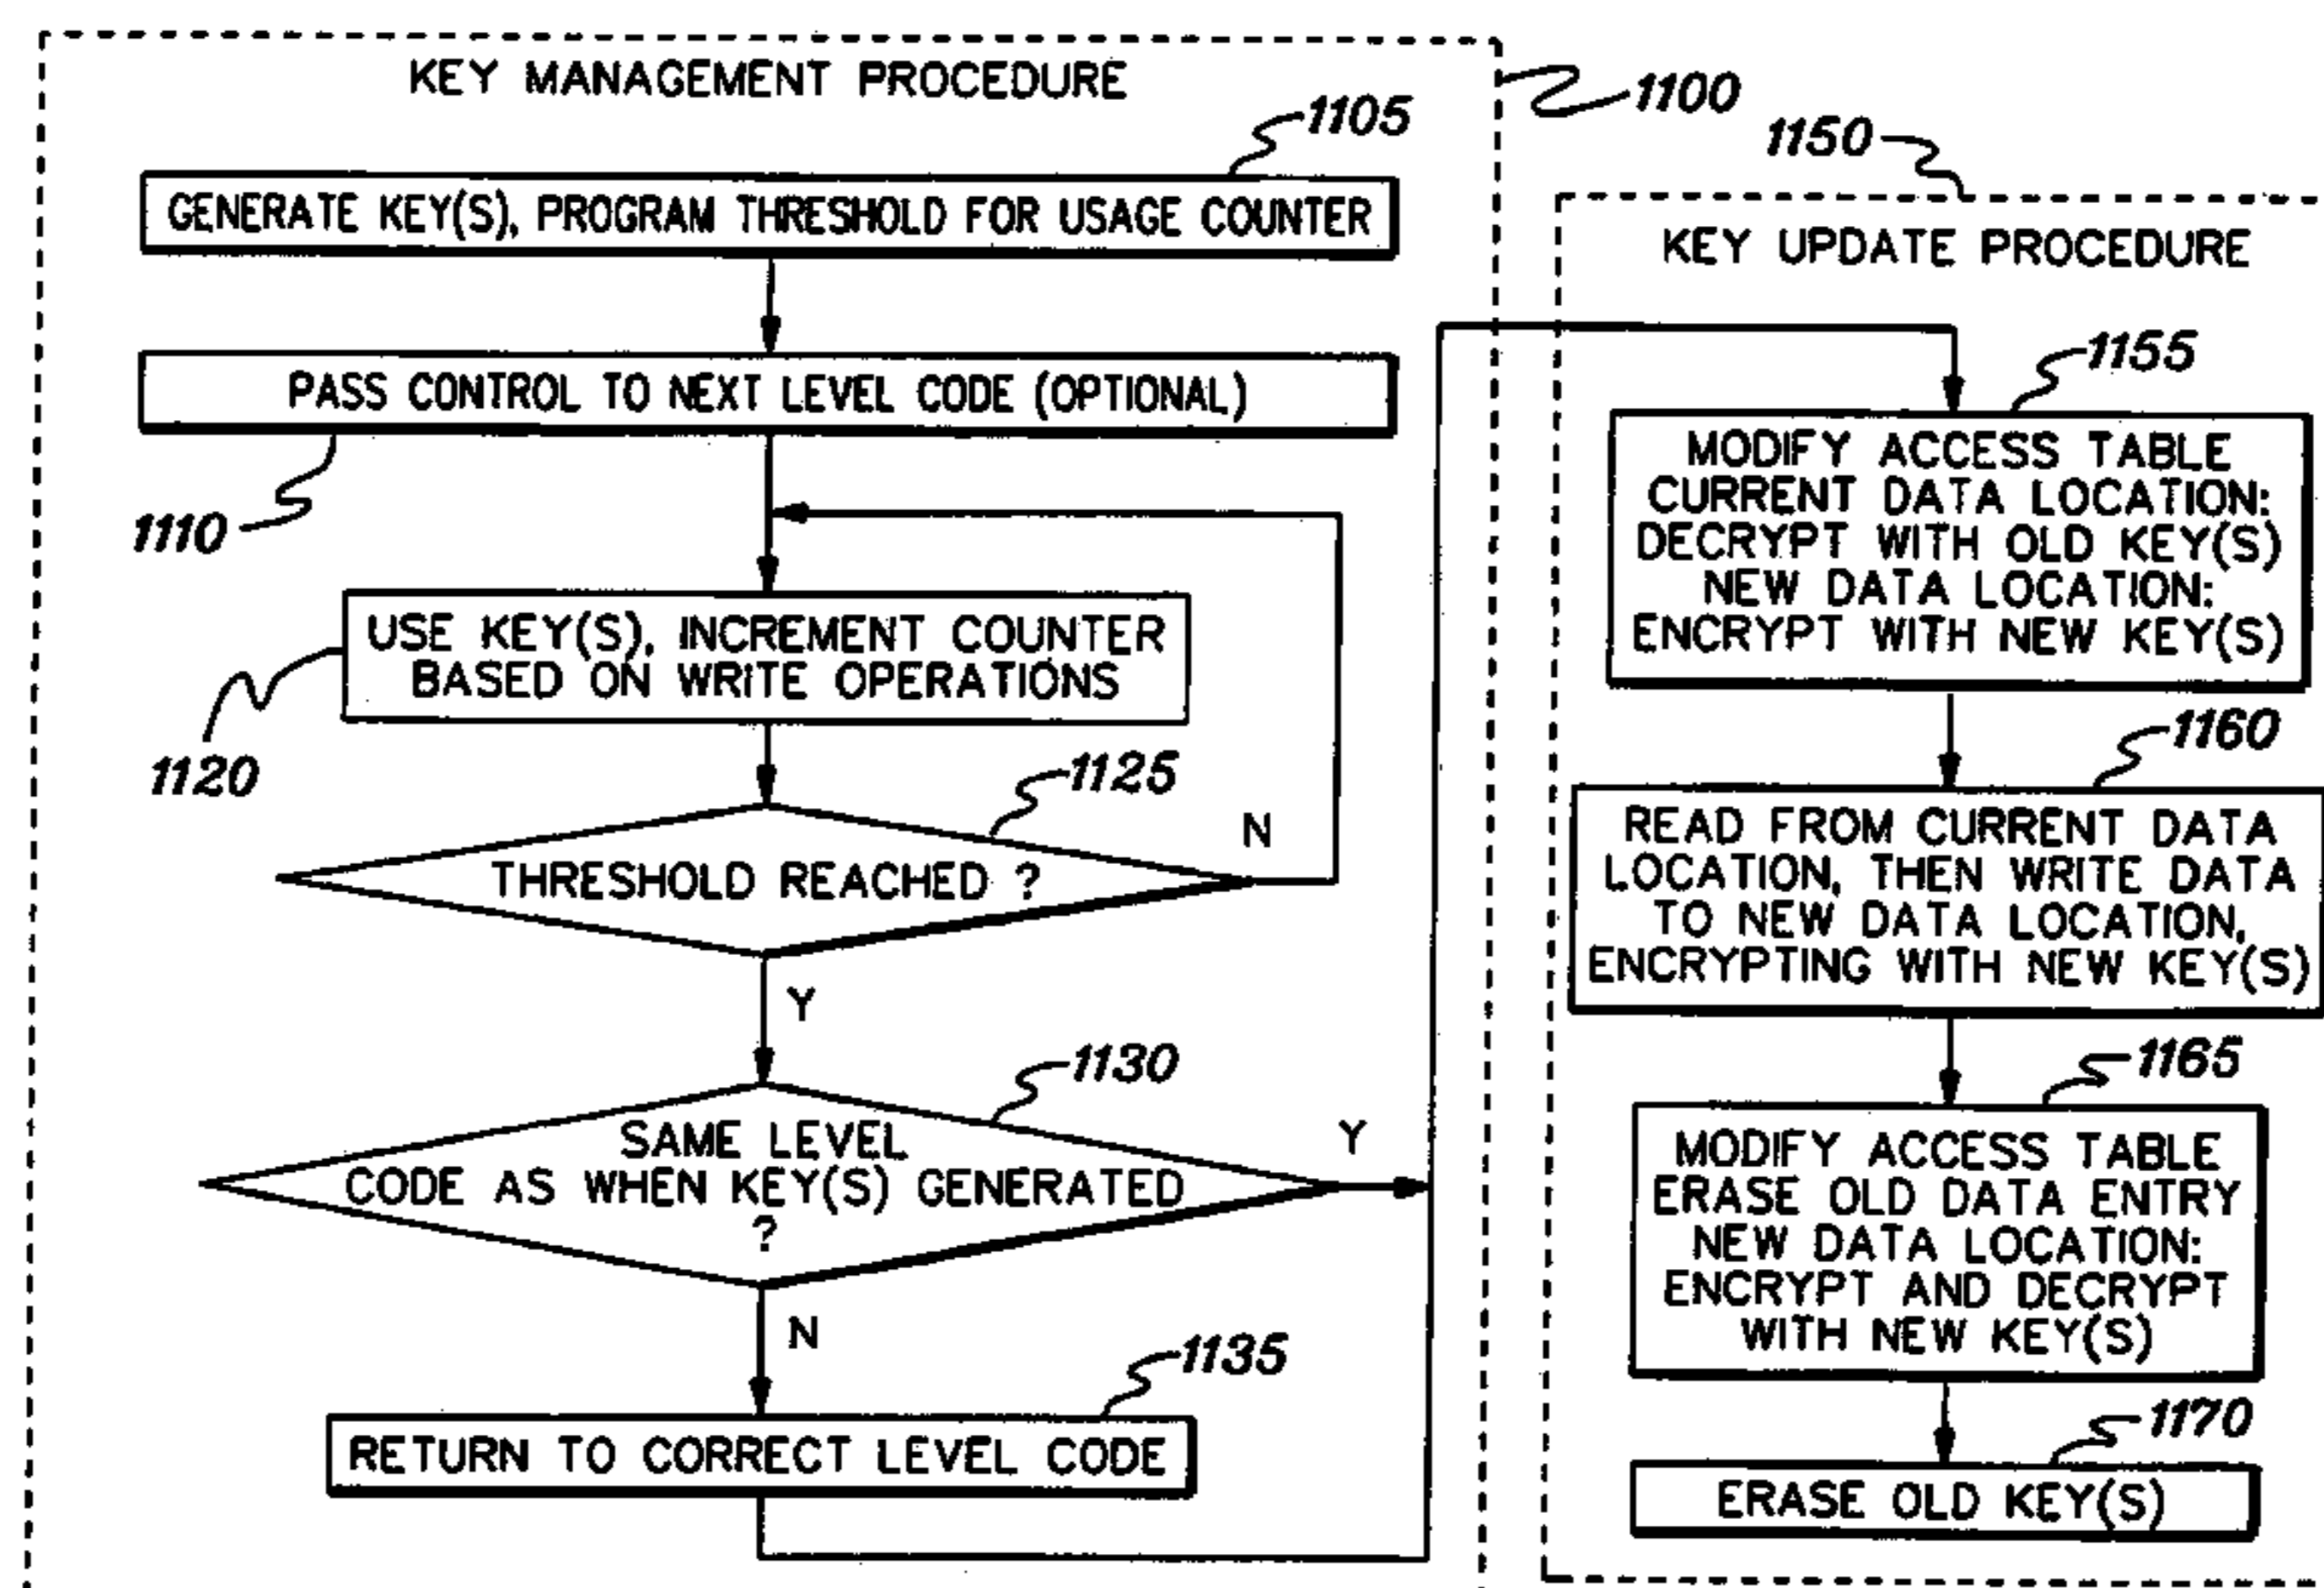 KEY MANAGEMENT PROCEDURE
1100
1105
GENERATE KEY(S), PROGRAM THRESHOLD FOR USAGE COUNTER
PASS CONTROL TO NEXT LEVEL CODE (OPTIONAL)
1110
USE KEY(S), INCREMENT COUNTER
BASED ON WRITE OPERATIONS
1120
1125
THRESHOLD REACHED ?
N
Y
1130
SAME LEVEL
CODE AS WHEN KEY(S) GENERATED
?
Y
N
1135
RETURN TO CORRECT LEVEL CODE
1150
KEY UPDATE PROCEDURE
1155
MODIFY ACCESS TABLE
CURRENT DATA LOCATION:
DECRYPT WITH OLD KEY(S)
NEW DATA LOCATION:
ENCRYPT WITH NEW KEY(S)
1160
READ FROM CURRENT DATA
LOCATION, THEN WRITE DATA
TO NEW DATA LOCATION,
ENCRYPTING WITH NEW KEY(S)
1165
MODIFY ACCESS TABLE
ERASE OLD DATA ENTRY
NEW DATA LOCATION:
ENCRYPT AND DECRYPT
WITH NEW KEY(S)
1170
ERASE OLD KEY(S)